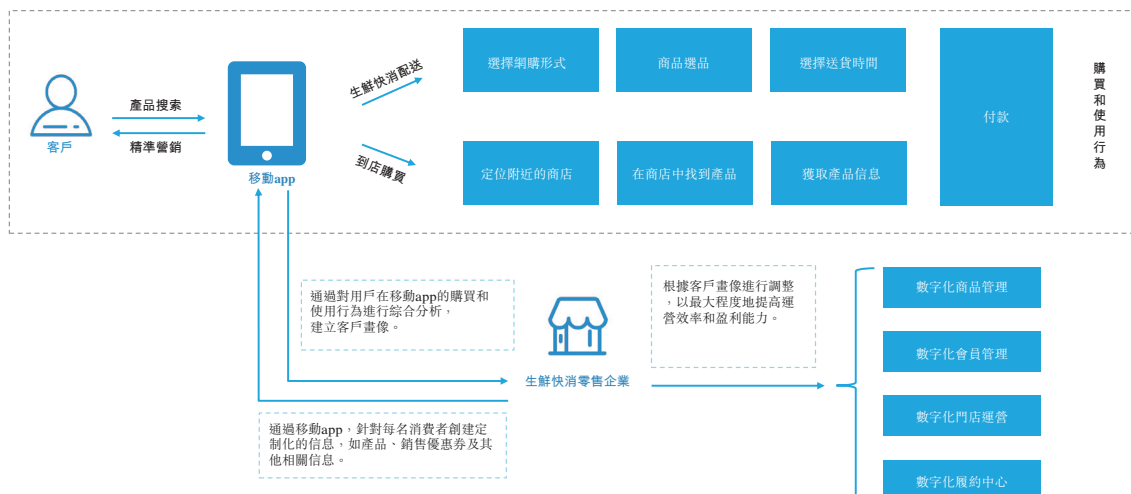 產品搜索
精準營銷
客戶
移動app
生鮮快消配送
到店購買
選擇網購形式
商品選品
選擇送貨時間
定位附近的商店
在商店中找到產品
獲取產品信息
付款
購買和使用行為
通過對用戶在移動app的購買和
使用行為進行綜合分析，
建立客戶畫像。
根據客戶畫像進行調整
，以最大程度地提高運
營效率和盈利能力。
生鮮快消零售企業
通過移動app，針對每名消費者創建定
制化的信息，如產品、銷售優惠券及其
他相關信息。
數字化商品管理
數字化會員管理
數字化門店運營
數字化履約中心